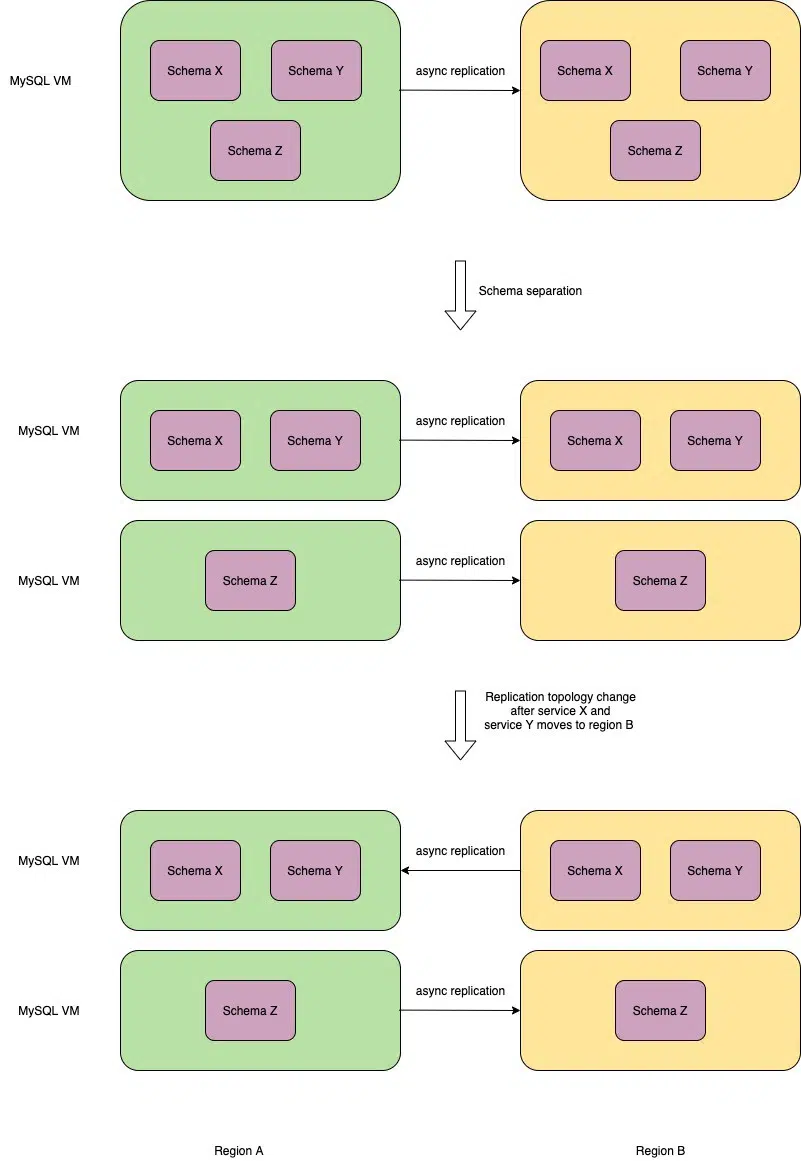 Schema X
Schema Y
async replication
Schema X
Schema Y
MySQL VM
Schema Z
Schema Z
Schema separation
MySQL VM
Schema X
Schema Y
async replication
Schema X
Schema Y
MySQL VM
Schema Z
async replication
Schema Z
Replication topology change
after service X and
service Y moves to region B
MySQL VM
Schema X
Schema Y
async replication
Schema X
Schema Y
MySQL VM
Schema Z
async replication
Schema Z
Region A
Region B